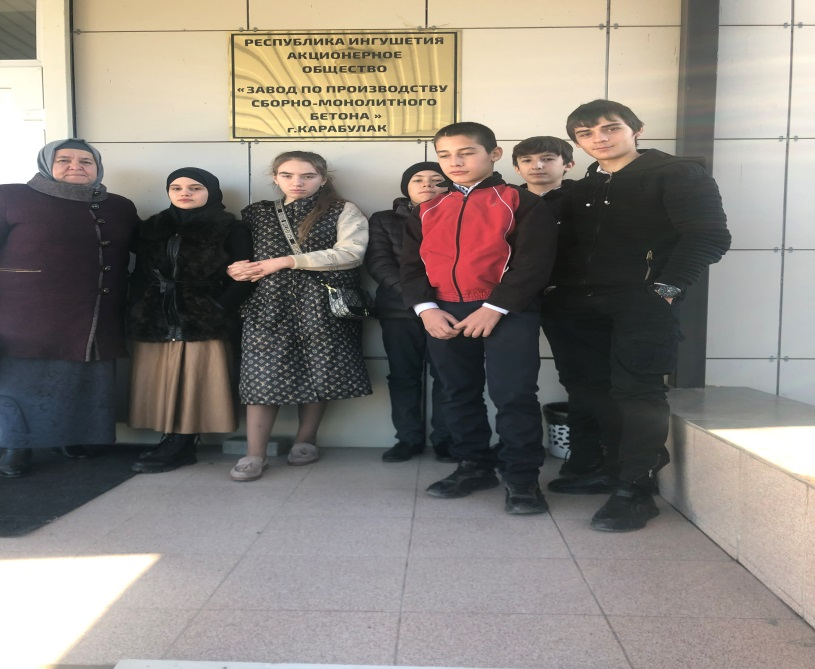 РЕСПУБЛИКА ИНГУШЕТИЯ
АКЦИОНЕРНОЕ
ОБЩЕСТВО
«ЗАВОД ПО ПРОИЗВОДСТВУ
СБОРНО-МОНОЛИТНОГО
БЕТОНА »
г.КАРАБУЛАК